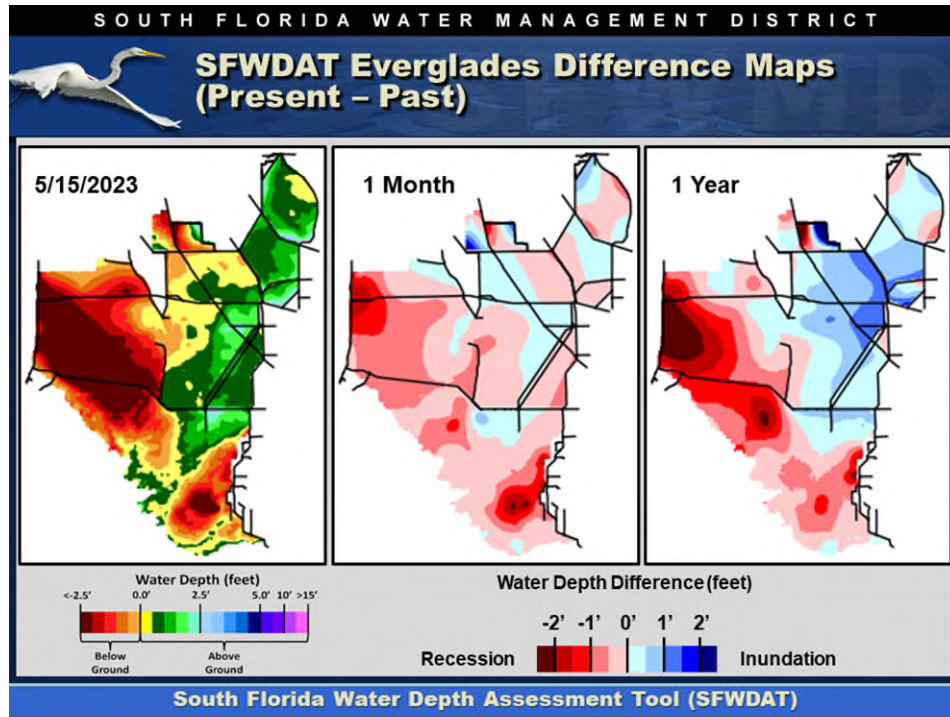 SOUTH FLORIDA WATER MANAGEMENT DISTRICT
SFWDAT Everglades Difference Maps
(Present – Past)
5/15/2023
1 Month
1 Year
Water Depth (feet)
<-2.5' 0.0' 2.5' 5.0' 10' >15'
Below
Ground
Above
Ground
Water Depth Difference (feet)
-2' -1' 0' 1' 2'
Recession
Inundation
South Florida Water Depth Assessment Tool (SFWDAT)